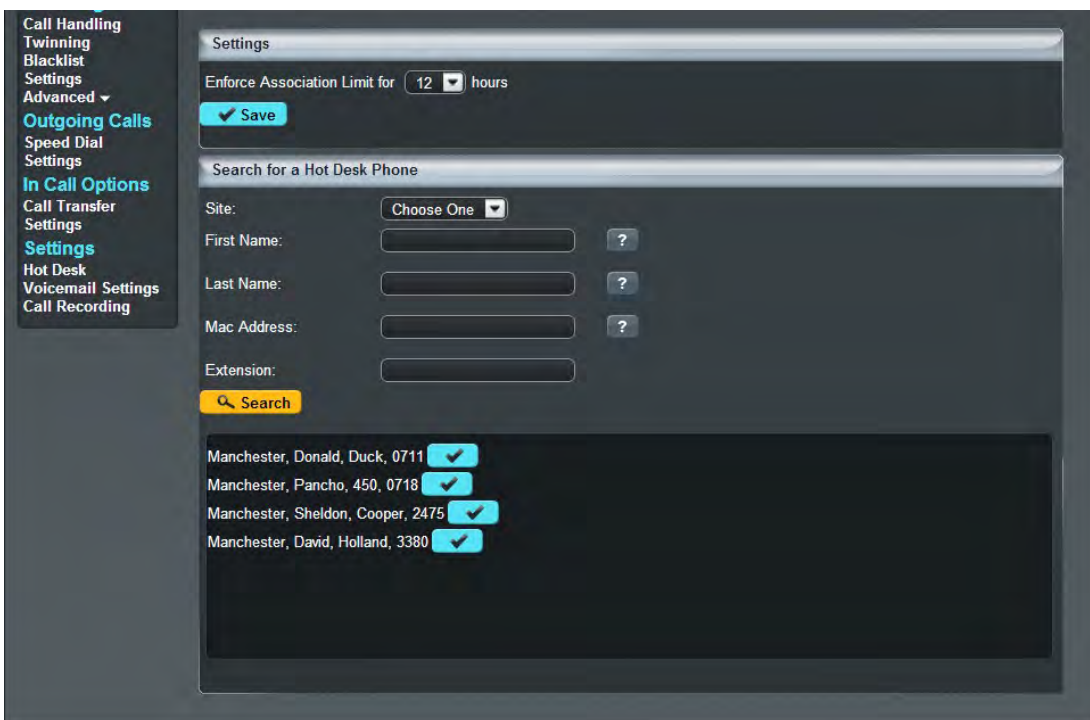 Call Handling
Twinning
Blacklist
Settings
Advanced
Outgoing Calls
Speed Dial
Settings
In Call Options
Call Transfer
Settings
Settings
Hot Desk
Voicemail Settings
Call Recording
Settings
Enforce Association Limit for 12 hours
Save
Search for a Hot Desk Phone
Site: Choose One
First Name: ?
Last Name: ?
Mac Address: ?
Extension:
Search
Manchester, Donald, Duck, 0711
Manchester, Pancho, 450, 0718
Manchester, Sheldon, Cooper, 2475
Manchester, David, Holland, 3380